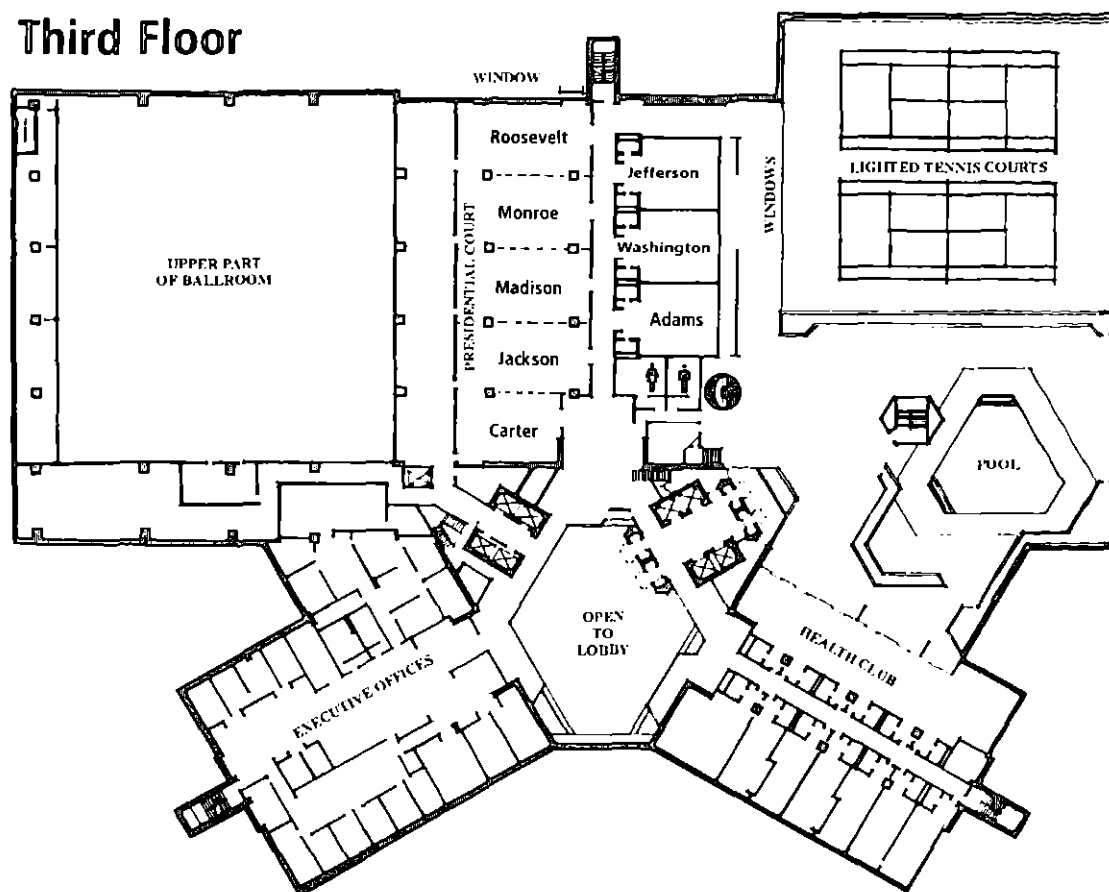 Third Floor
WINDOW
Roosevelt
Jefferson
LIGHTED TENNIS COURTS
WINDOWS
Monroe
Washington
PRESIDENTIAL COURT
UPPER PART
OF BALLROOM
Madison
Adams
Jackson
Carter
POOL
OPEN
TO
LOBBY
HEALTH CLUB
EXECUTIVE OFFICES